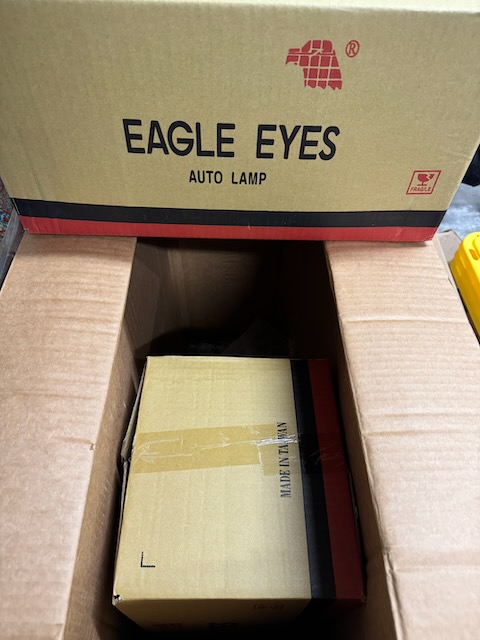 ®
EAGLE EYES
AUTO LAMP
FRAGILE
MADE IN TAIWAN
L